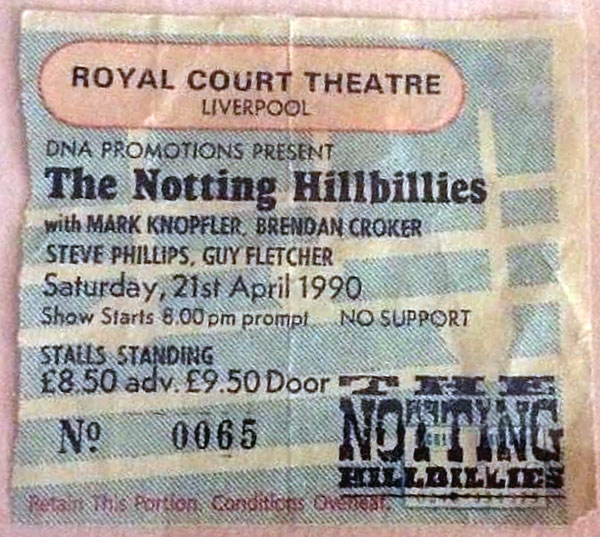 ROYAL COURT THEATRE
LIVERPOOL
DNA PROMOTIONS PRESENT
The Notting Hillbillies
with MARK KNOPFLER, BRENDAN CROKER
STEVE PHILLIPS, GUY FLETCHER
Saturday, 21st April 1990
Show Starts 8.00pm prompt NO SUPPORT
STALLS STANDING
£8.50 adv. £9.50 Door
Nº 0065
THE
NOTTING
HILLBILLIES
Retain This Portion. Conditions Overleaf.